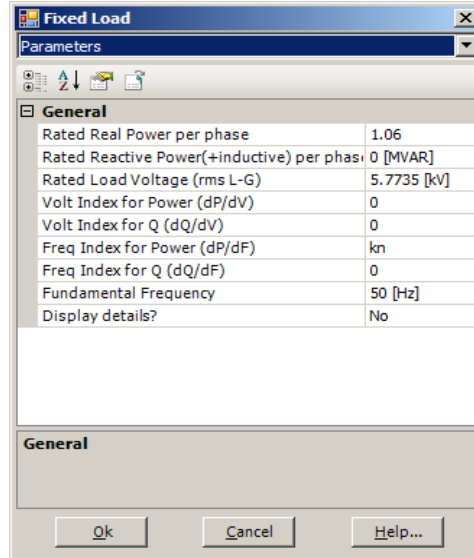 Fixed Load
Parameters
General
Rated Real Power per phase 1.06
Rated Reactive Power(+inductive) per phas 0 [MVAR]
Rated Load Voltage (rms L-G) 5.7735 [kV]
Volt Index for Power (dP/dV) 0
Volt Index for Q (dQ/dV) 0
Freq Index for Power (dP/dF) kn
Freq Index for Q (dQ/dF) 0
Fundamental Frequency 50 [Hz]
Display details? No
General
Ok Cancel Help...